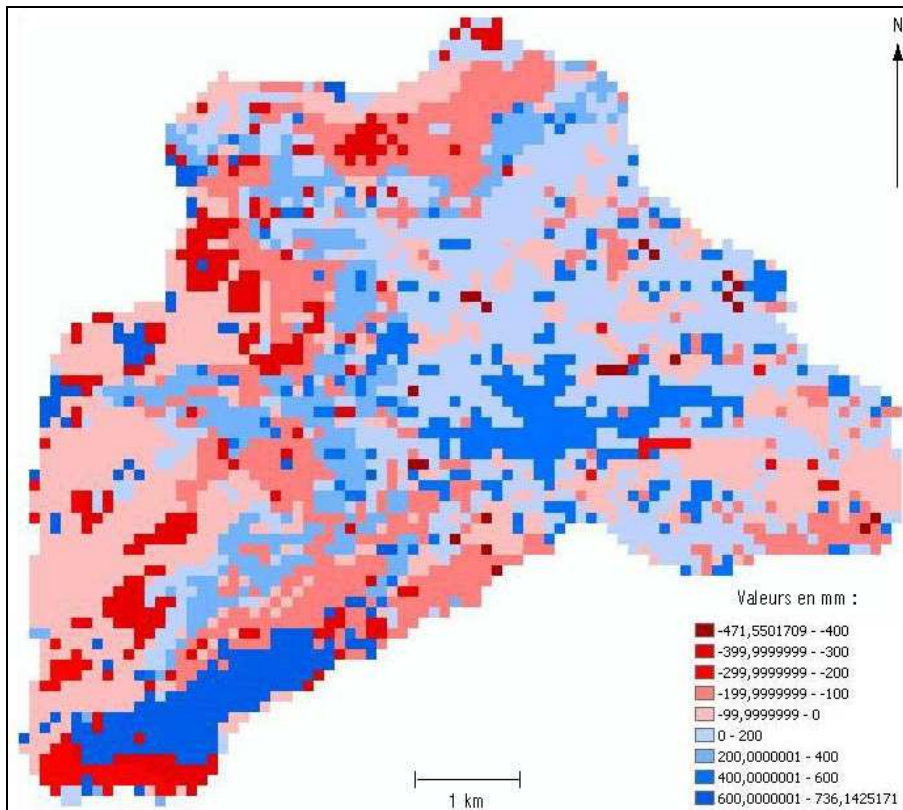 N
Valeurs en mm :
-471,5501709 - -400
-399,9999999 - -300
-299,9999999 - -200
-199,9999999 - -100
-99,9999999 - 0
0 - 200
200,0000001 - 400
400,0000001 - 600
600,0000001 - 736,1425171
1 km